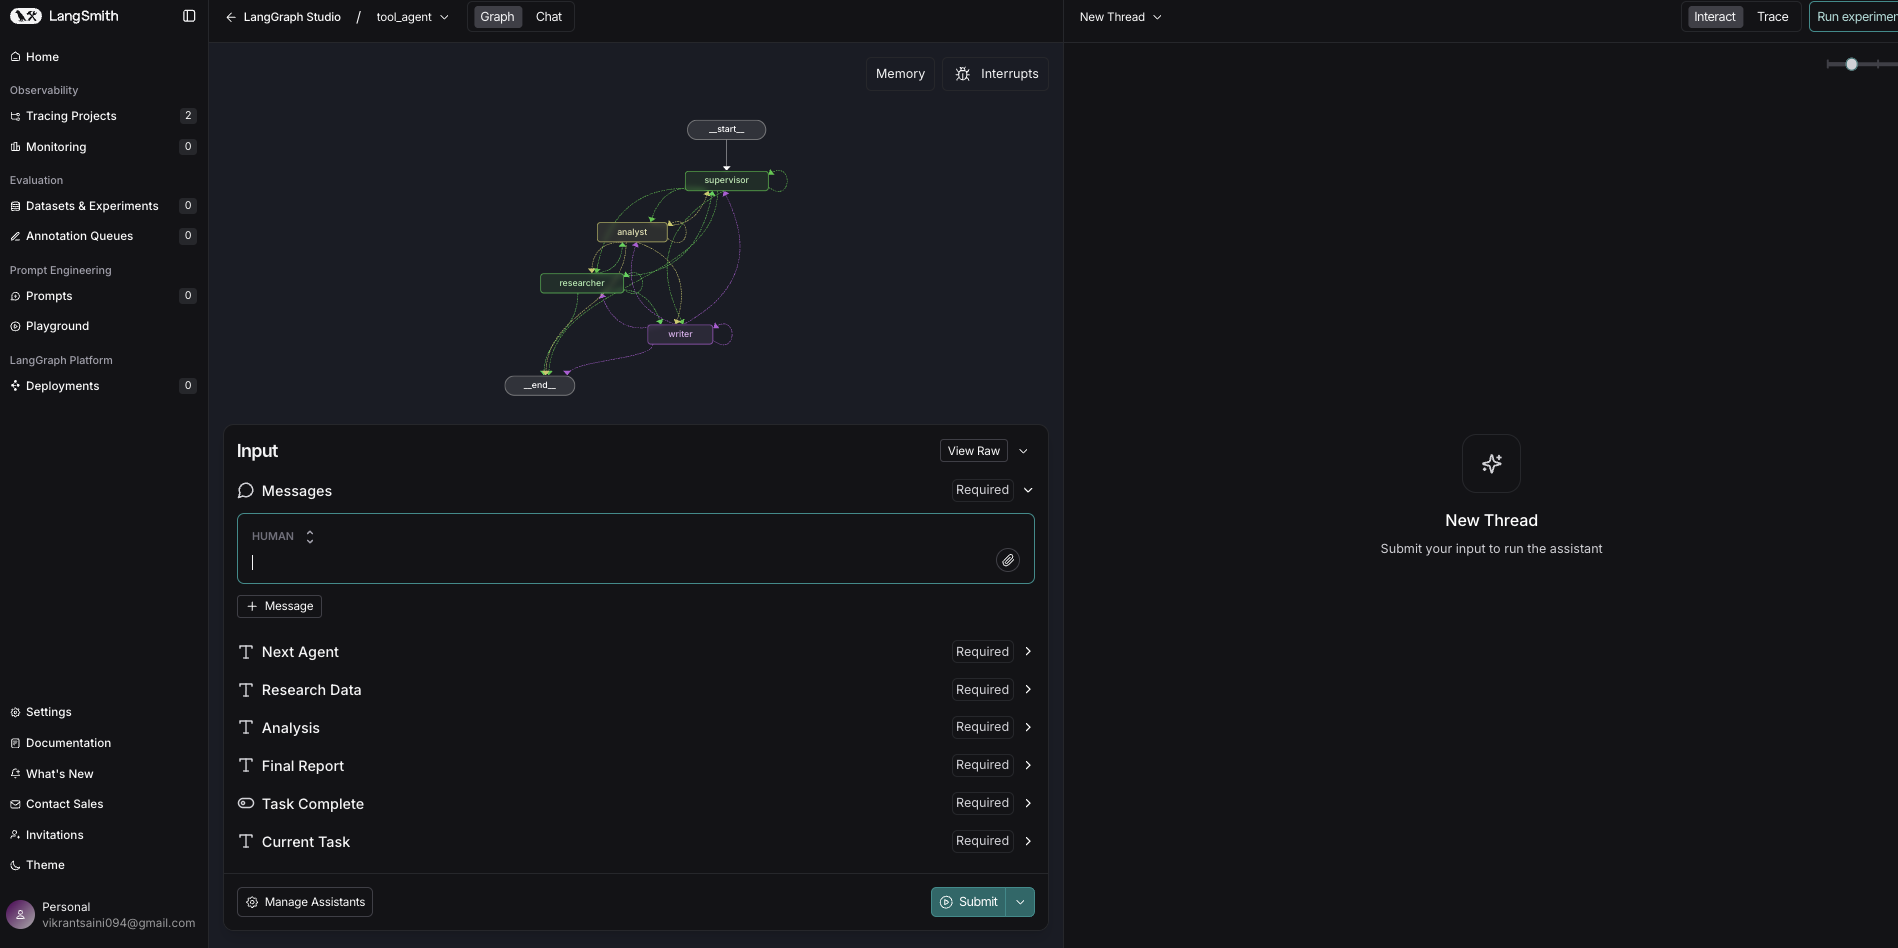 LangSmith
Home
Observability
Tracing Projects 2
Monitoring 0
Evaluation
Datasets & Experiments 0
Annotation Queues 0
Prompt Engineering
Prompts 0
Playground
LangGraph Platform
Deployments 0
Settings
Documentation
What's New
Contact Sales
Invitations
Theme
Personal
vikrantsaini094@gmail.com
LangGraph Studio / tool_agent Graph Chat
Memory Interrupts
__start__
supervisor
analyst
researcher
writer
__end__
Input View Raw
Messages Required
HUMAN
+ Message
Next Agent Required
Research Data Required
Analysis Required
Final Report Required
Task Complete Required
Current Task Required
Manage Assistants Submit
New Thread Interact Trace Run experimen
New Thread
Submit your input to run the assistant